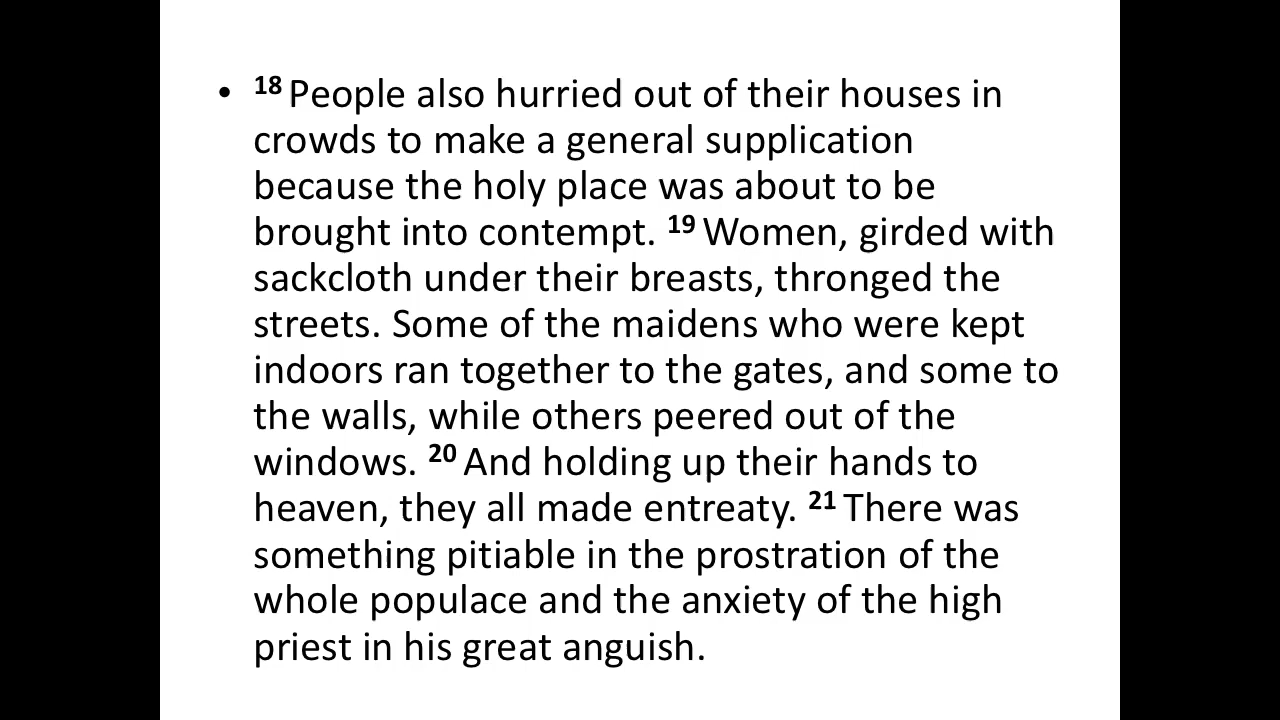 • 18 People also hurried out of their houses in
crowds to make a general supplication
because the holy place was about to be
brought into contempt. 19 Women, girded with
sackcloth under their breasts, thronged the
streets. Some of the maidens who were kept
indoors ran together to the gates, and some to
the walls, while others peered out of the
windows. 20 And holding up their hands to
heaven, they all made entreaty. 21 There was
something pitiable in the prostration of the
whole populace and the anxiety of the high
priest in his great anguish.